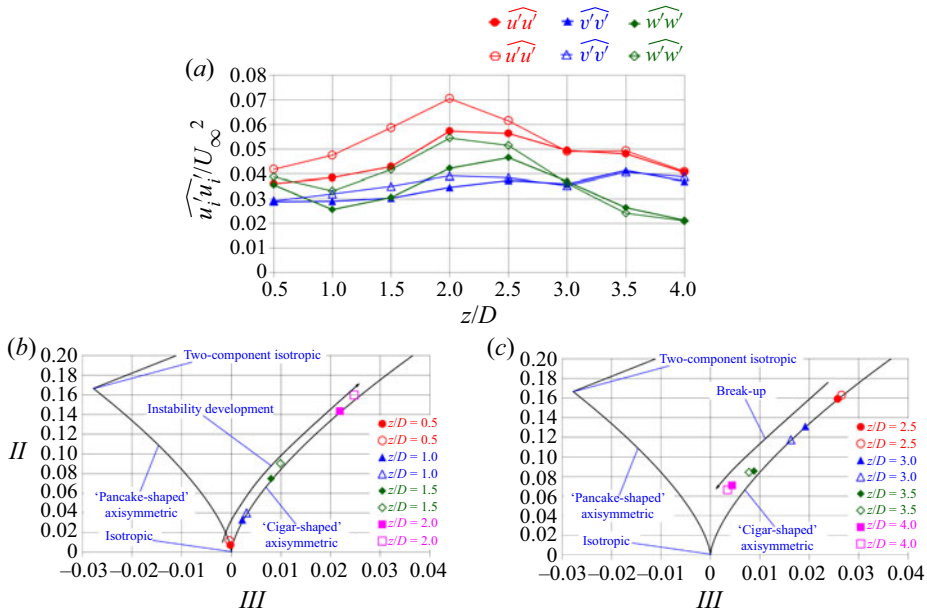 u′u′ v′v′ w′w′
u′u′ v′v′ w′w′
(a)
0.08
0.07
0.06
0.05
0.04
0.03
0.02
0.01
0
u_i′u_i′/U_∞^2
0.5 1.0 1.5 2.0 2.5 3.0 3.5 4.0
z/D
(b)
0.20
0.16
0.14
0.12
0.10
0.08
0.06
0.04
0.02
0
II
Two-component isotropic
Instability development
‘Pancake-shaped’
axisymmetric
Isotropic
‘Cigar-shaped’
axisymmetric
z/D = 0.5
z/D = 0.5
z/D = 1.0
z/D = 1.0
z/D = 1.5
z/D = 1.5
z/D = 2.0
z/D = 2.0
−0.03 −0.02 −0.01 0 0.01 0.02 0.03 0.04
III
(c)
0.20
0.18
0.16
0.14
0.12
0.10
0.08
0.06
0.04
0.02
0
Two-component isotropic
Break-up
‘Pancake-shaped’
axisymmetric
Isotropic
‘Cigar-shaped’
axisymmetric
z/D = 2.5
z/D = 2.5
z/D = 3.0
z/D = 3.0
z/D = 3.5
z/D = 3.5
z/D = 4.0
z/D = 4.0
−0.03 −0.02 −0.01 0 0.01 0.02 0.03 0.04
III